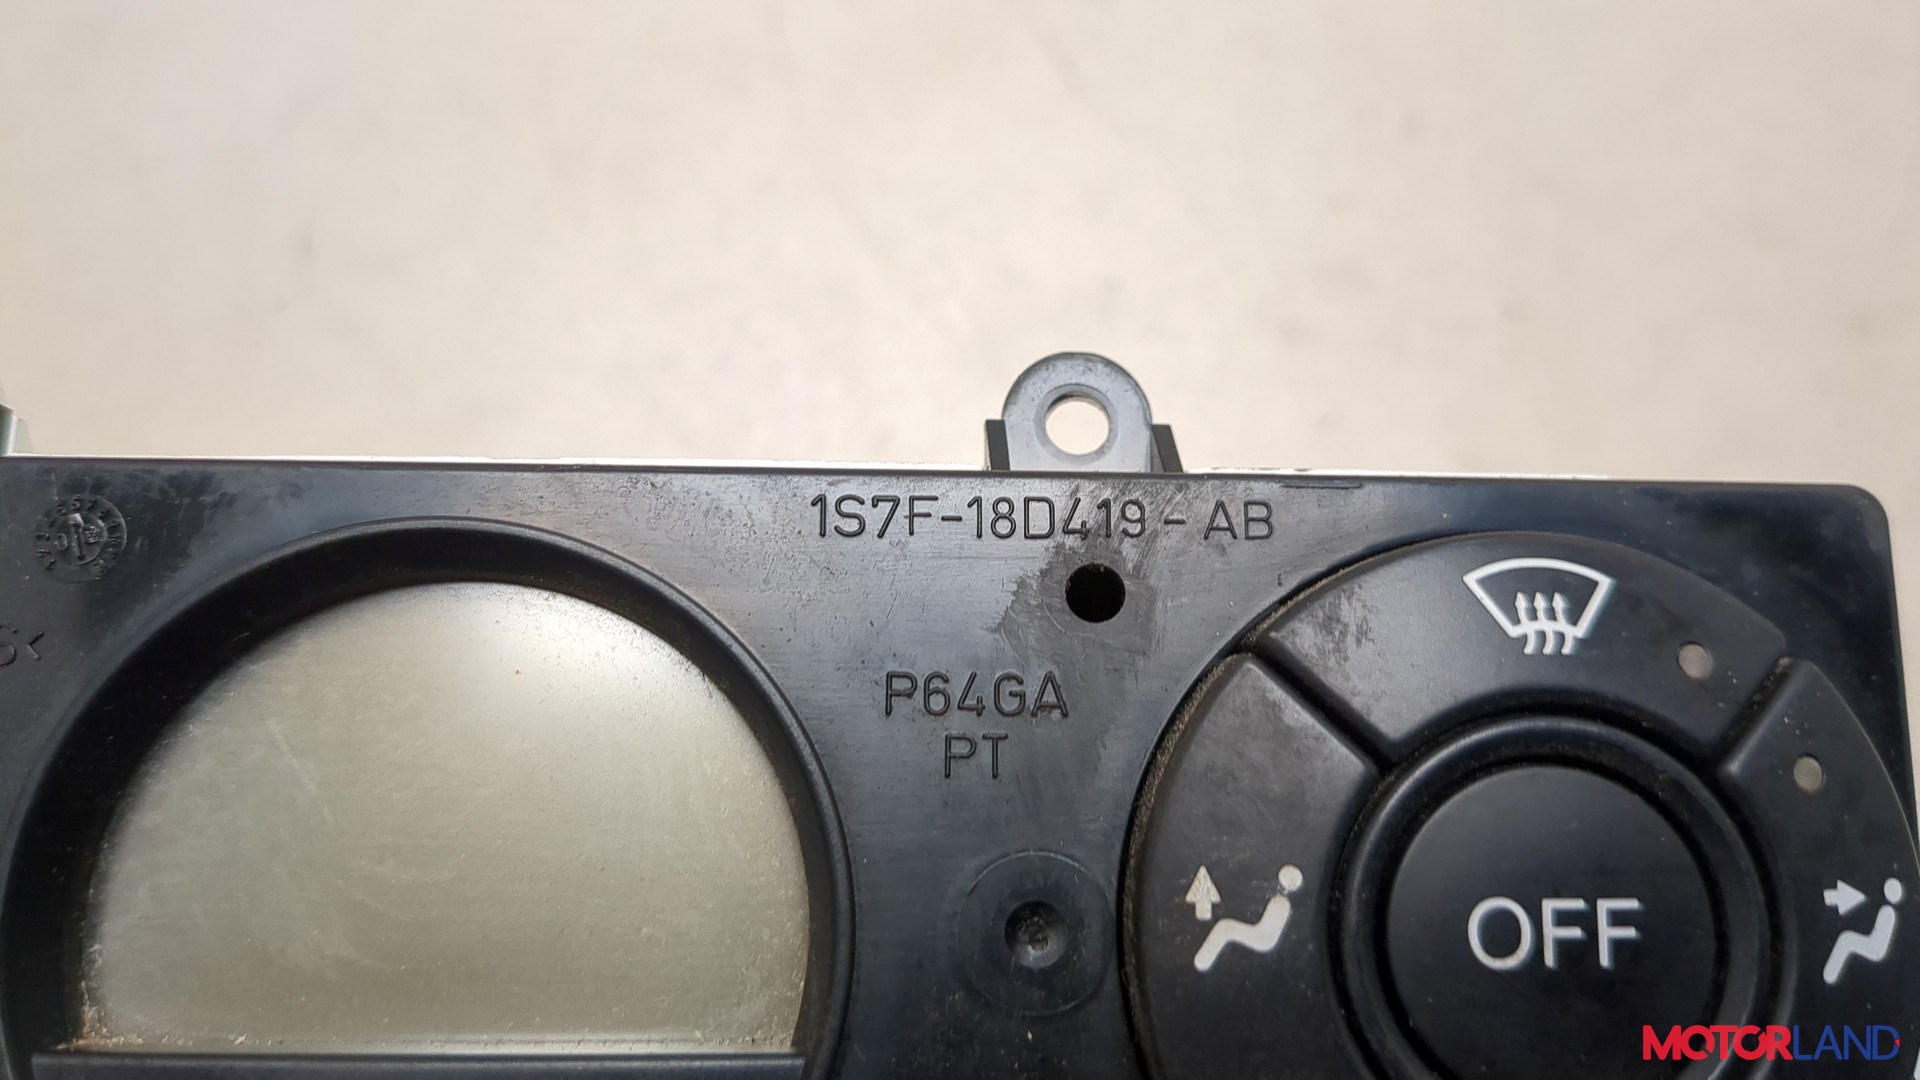 1S7F-18D419-AB
P64GA
PT
OFF
MOTORLAND